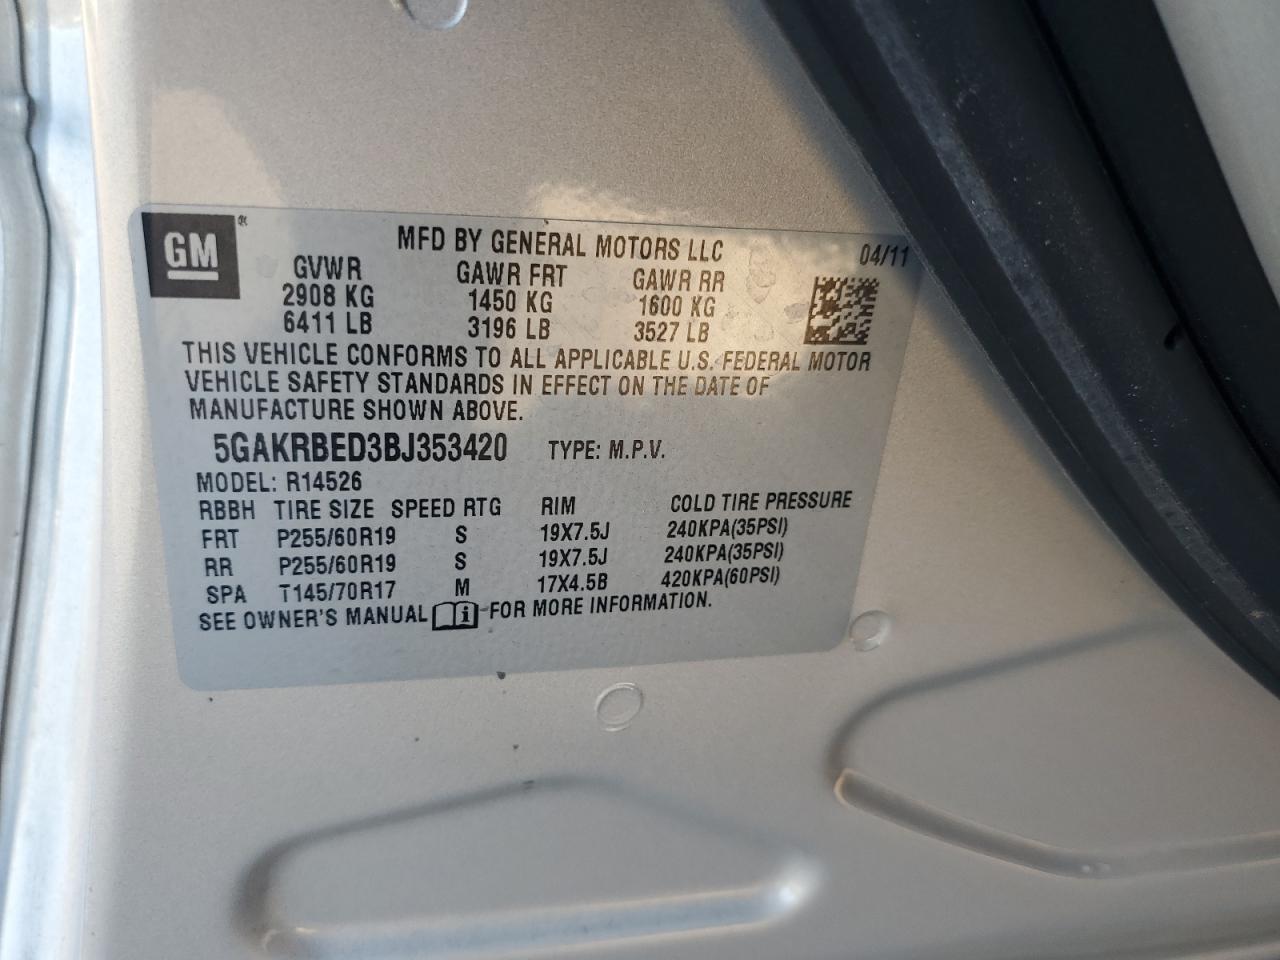 GM®
MFD BY GENERAL MOTORS LLC 04/11
GVWR GAWR FRT GAWR RR
2908 KG 1450 KG 1600 KG
6411 LB 3196 LB 3527 LB
THIS VEHICLE CONFORMS TO ALL APPLICABLE U.S. FEDERAL MOTOR
VEHICLE SAFETY STANDARDS IN EFFECT ON THE DATE OF
MANUFACTURE SHOWN ABOVE.
5GAKRBED3BJ353420 TYPE: M.P.V.
MODEL: R14526
RBBH TIRE SIZE SPEED RTG RIM COLD TIRE PRESSURE
FRT P255/60R19 S 19X7.5J 240KPA(35PSI)
RR P255/60R19 S 19X7.5J 240KPA(35PSI)
SPA T145/70R17 M 17X4.5B 420KPA(60PSI)
SEE OWNER'S MANUAL i FOR MORE INFORMATION.